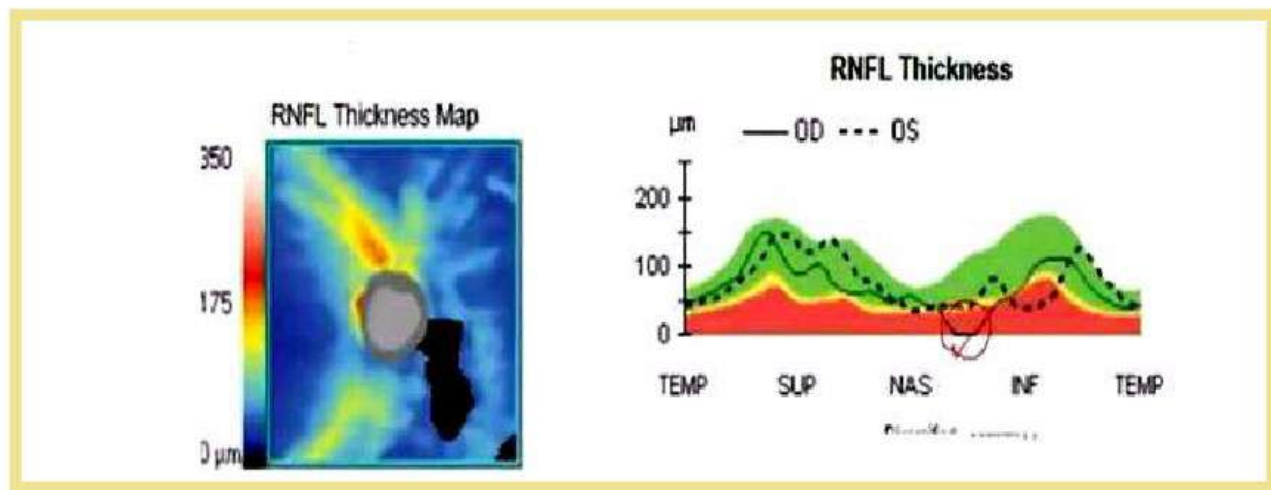 RNFL Thickness Map
350
175
0 µm
RNFL Thickness
µm
OD
OS
200
100
0
TEMP
SUP
NAS
INF
TEMP